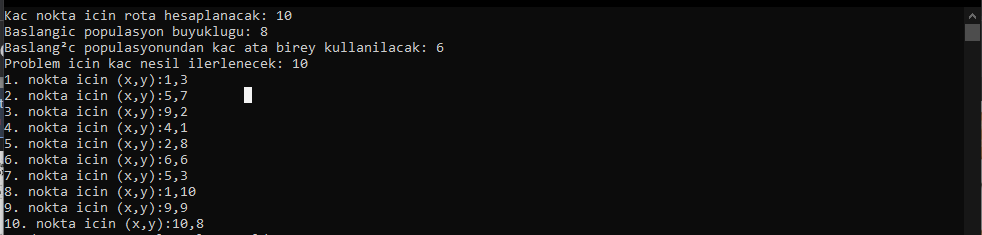 Kac nokta icin rota hesaplanacak: 10
Baslangic populasyon buyuklugu: 8
Baslang²c populasyonundan kac ata birey kullanilacak: 6
Problem icin kac nesil ilerlenecek: 10
1. nokta icin (x,y):1,3
2. nokta icin (x,y):5,7
3. nokta icin (x,y):9,2
4. nokta icin (x,y):4,1
5. nokta icin (x,y):2,8
6. nokta icin (x,y):6,6
7. nokta icin (x,y):5,3
8. nokta icin (x,y):1,10
9. nokta icin (x,y):9,9
10. nokta icin (x,y):10,8